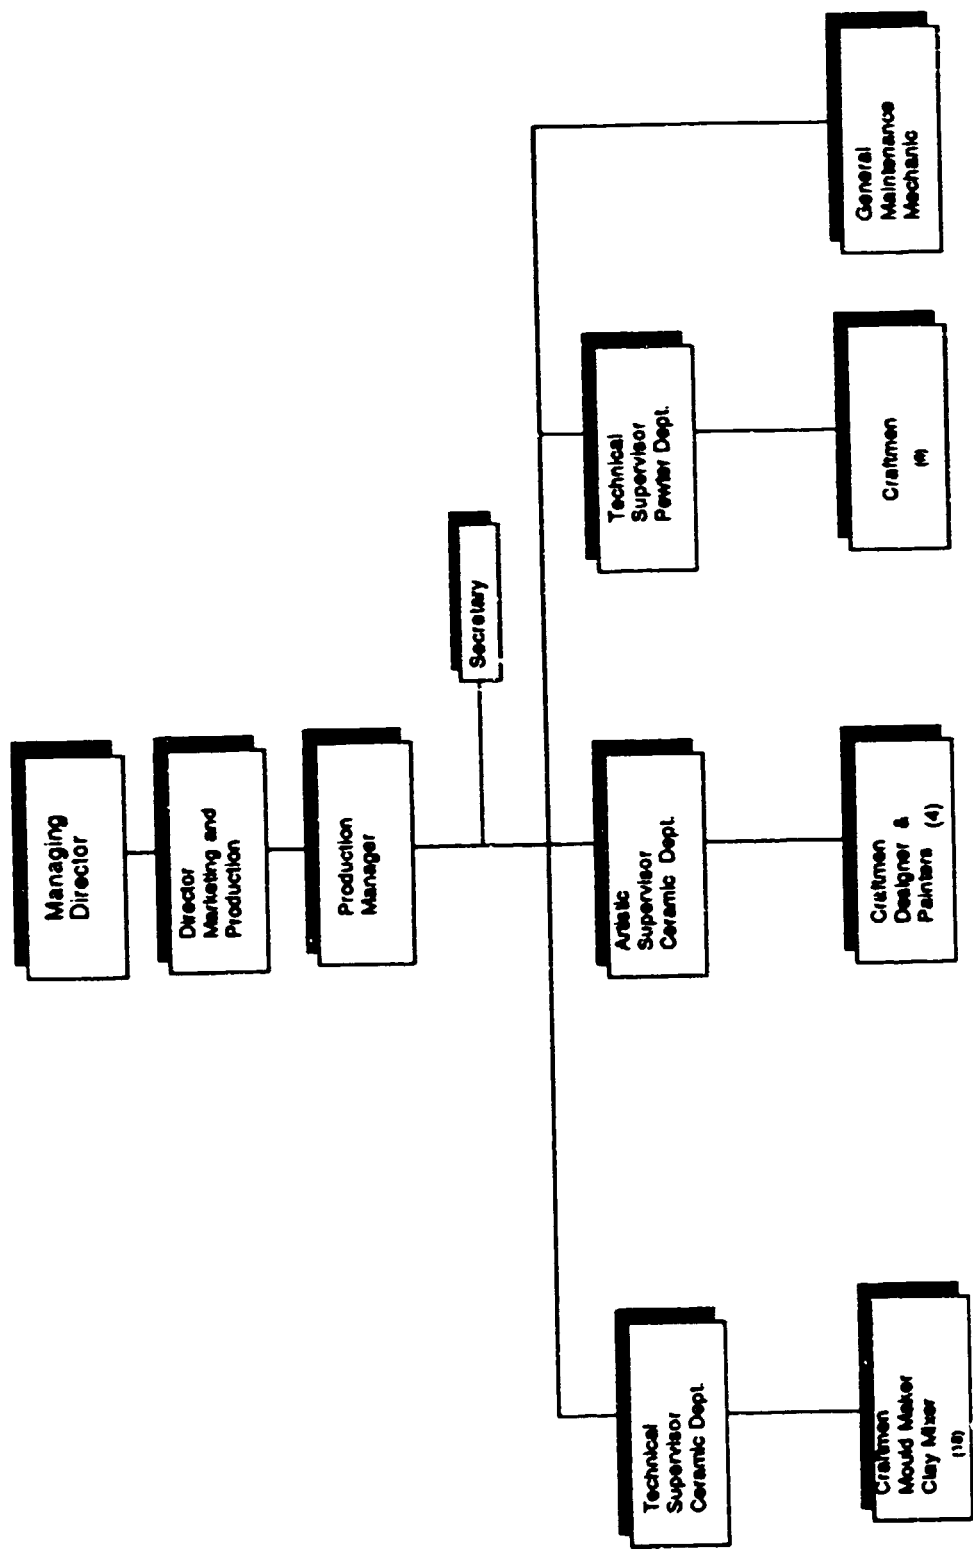 Managing
Director
Director
Marketing and
Production
Production
Manager
Secretary
Technical
Supervisor
Ceramic Dept.
Artistic
Supervisor
Ceramic Dept.
Technical
Supervisor
Pewter Dept.
Craftmen
Mould Maker
Clay Mixer
Craftmen
Designer &
Painters (4)
Craftmen
General
Maintenance
Mechanic